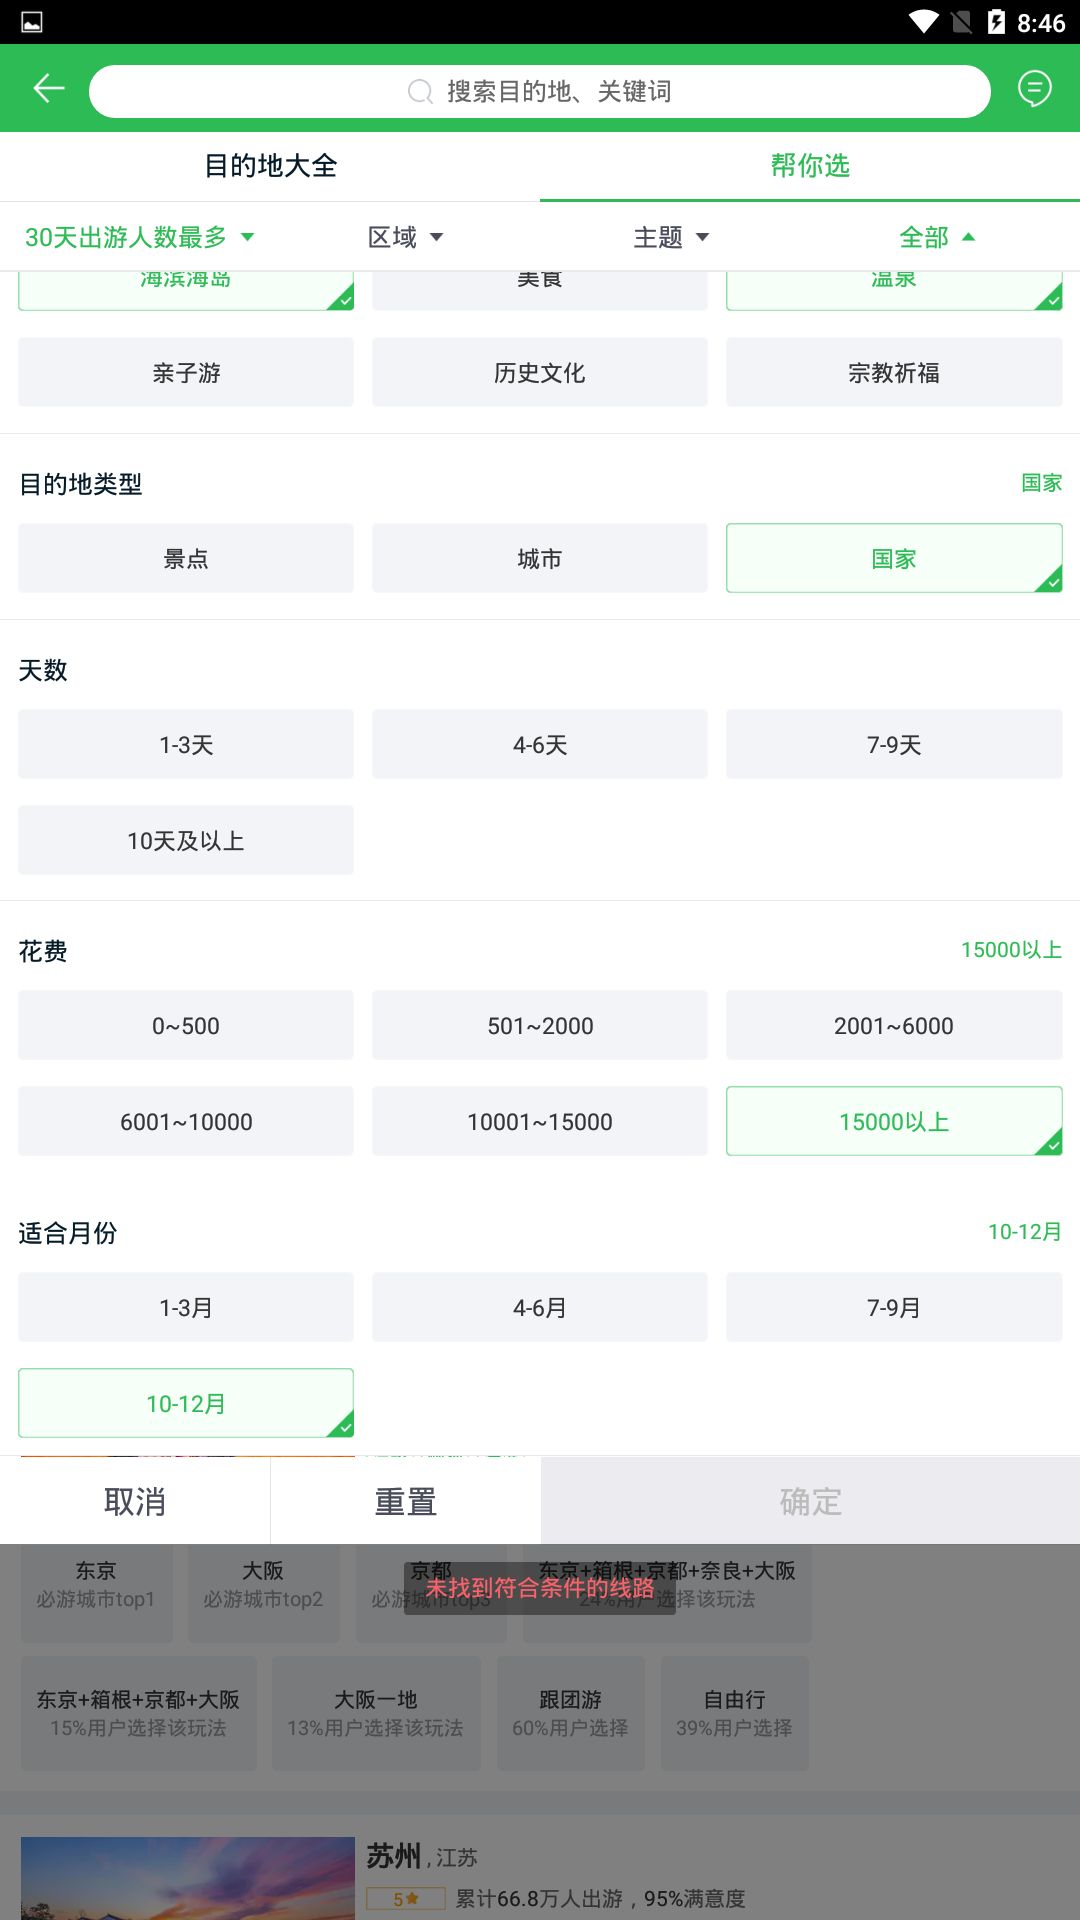 8:46
搜索目的地、关键词
目的地大全 帮你选
30天出游人数最多 区域 主题 全部
海滨海岛 美食 温泉
亲子游 历史文化 宗教祈福
目的地类型 国家
景点 城市 国家
天数
1-3天 4-6天 7-9天
10天及以上
花费 15000以上
0~500 501~2000 2001~6000
6001~10000 10001~15000 15000以上
适合月份 10-12月
1-3月 4-6月 7-9月
10-12月
取消 重置 确定
东京 大阪 京都 东京+箱根+京都+奈良+大阪
未找到符合条件的线路
必游城市top1 必游城市top2 必游城市top3 24%用户选择该玩法
东京+箱根+京都+大阪 大阪一地 跟团游 自由行
15%用户选择该玩法 13%用户选择该玩法 60%用户选择 39%用户选择
苏州 , 江苏
5 累计66.8万人出游，95%满意度